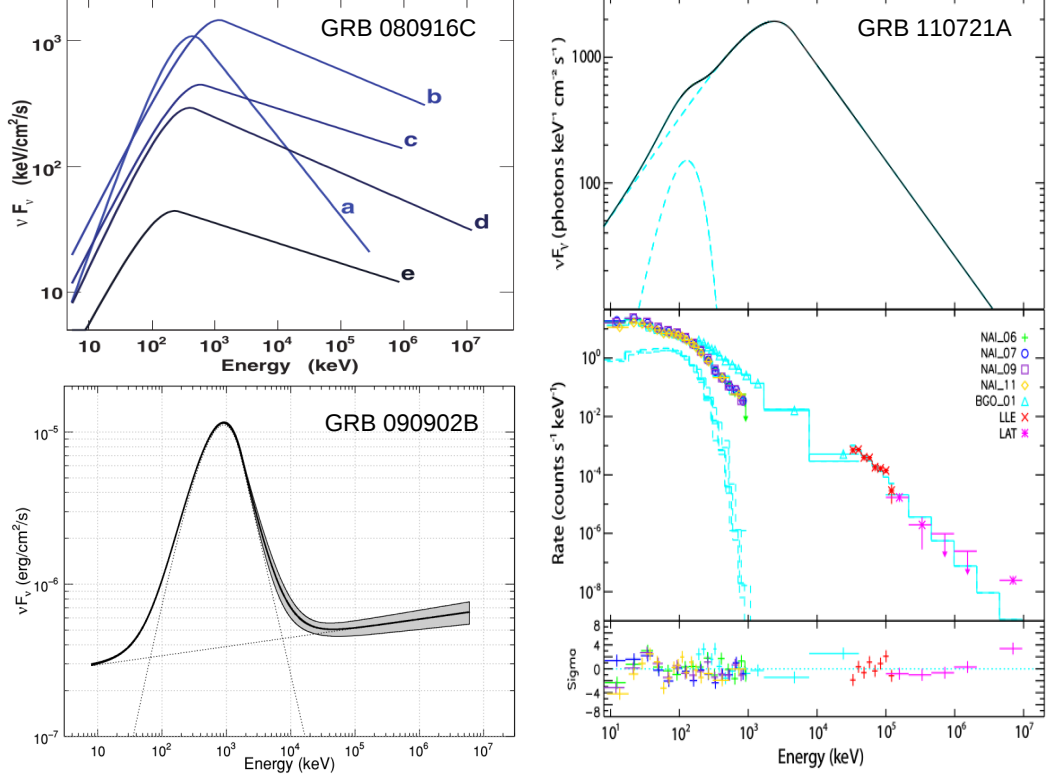 GRB 080916C
10³
10²
10
ν Fν (keV/cm²/s)
a
b
c
d
e
10 10² 10³ 10⁴ 10⁵ 10⁶ 10⁷
Energy (keV)
GRB 090902B
10⁻⁵
10⁻⁶
10⁻⁷
νFν (erg/cm²/s)
10 10² 10³ 10⁴ 10⁵ 10⁶ 10⁷
Energy (keV)
GRB 110721A
1000
100
νFν (photons keV⁻¹ cm⁻² s⁻¹)
NAI_06
NAI_07
NAI_09
NAI_11
BGO_01
LLE
LAT
10⁰
10⁻²
10⁻⁴
10⁻⁶
10⁻⁸
Rate (counts s⁻¹ keV⁻¹)
8
4
0
−4
−8
Sigma
10¹ 10² 10³ 10⁴ 10⁵ 10⁶ 10⁷
Energy (keV)